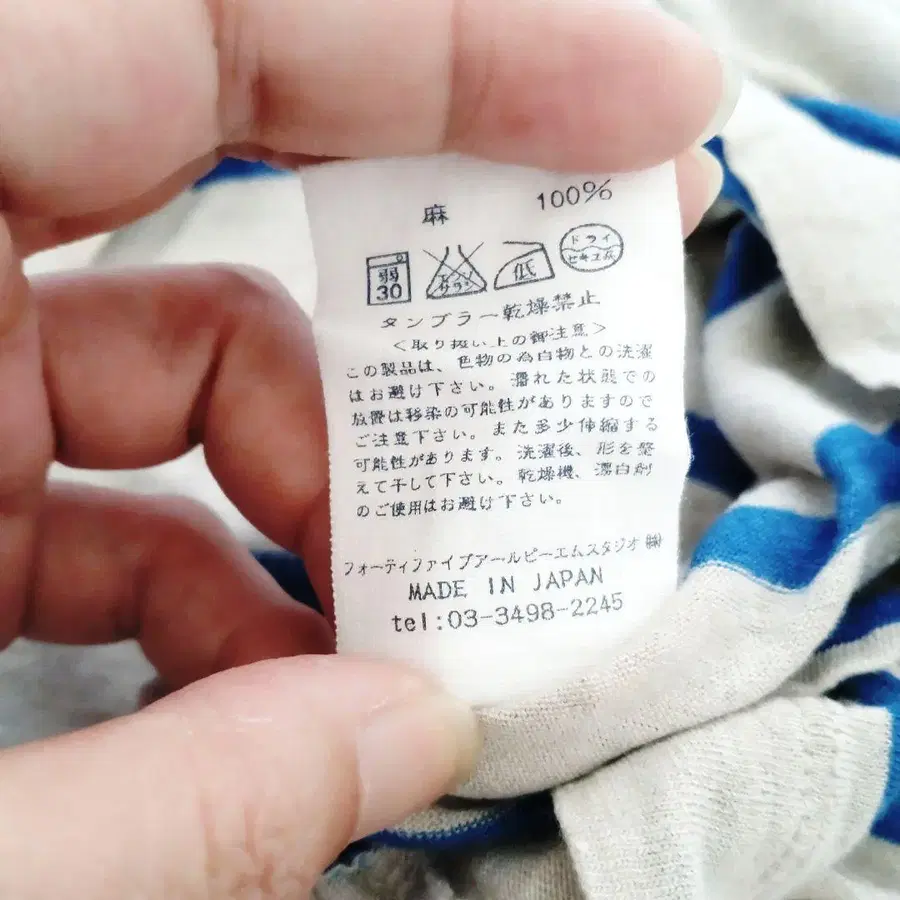 麻 100%
弱 30
エンソサラシ
低
ドライ
セキユ系
タンブラー乾燥禁止
＜取り扱い上の御注意＞
この製品は、色物の為白物との洗濯
はお避け下さい。濡れた状態での
放置は移染の可能性がありますので
ご注意下さい。また多少伸縮する
可能性があります。洗濯後、形を整
えて干して下さい。乾燥機、漂白剤
のご使用はお避け下さい。
フォーティファイブアールピーエムスタジオ㈱
MADE IN JAPAN
tel:03-3498-2245